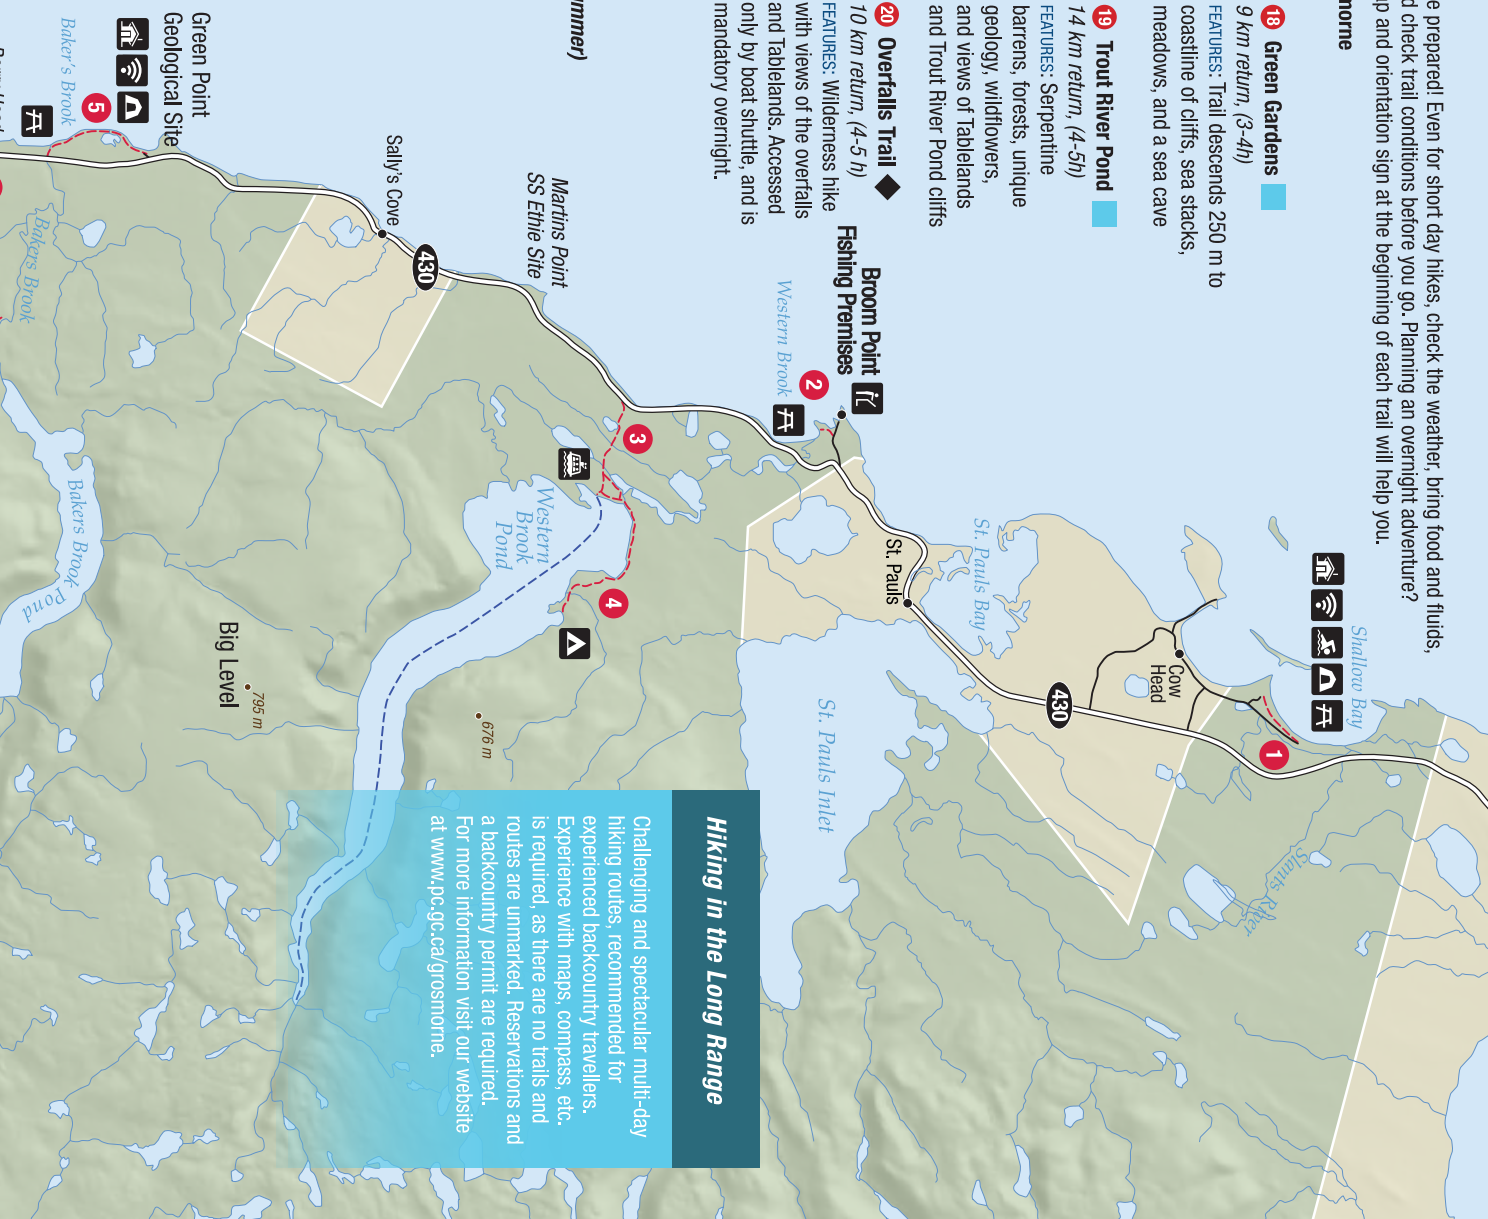 e prepared! Even for short day hikes, check the weather, bring food and fluids,
d check trail conditions before you go. Planning an overnight adventure?
p and orientation sign at the beginning of each trail will help you.
orne
18 Green Gardens
9 km return, (3-4h)
FEATURES: Trail descends 250 m to
coastline of cliffs, sea stacks,
meadows, and a sea cave
19 Trout River Pond
14 km return, (4-5h)
FEATURES: Serpentine
barrens, forests, unique
geology, wildflowers,
and views of Tablelands
and Trout River Pond cliffs
20 Overfalls Trail
10 km return, (4-5 h)
FEATURES: Wilderness hike
with views of the overfalls
and Tablelands. Accessed
only by boat shuttle, and is
mandatory overnight.
ummer)
Shallow Bay
1
Cow
Head
430
Slants River
St. Pauls Bay
St. Pauls
St. Pauls Inlet
Broom Point
Fishing Premises
2
Western Brook
3
4
Western
Brook
Pond
Martins Point
SS Ethie Site
430
Sally's Cove
676 m
795 m
Big Level
Green Point
Geological Site
5
Baker's Brook
Bakers Brook
Bakers Brook
Pond
Hiking in the Long Range
Challenging and spectacular multi-day
hiking routes, recommended for
experienced backcountry travellers.
Experience with maps, compass, etc.
is required, as there are no trails and
routes are unmarked. Reservations and
a backcountry permit are required.
For more information visit our website
at www.pc.gc.ca/grosmorne.